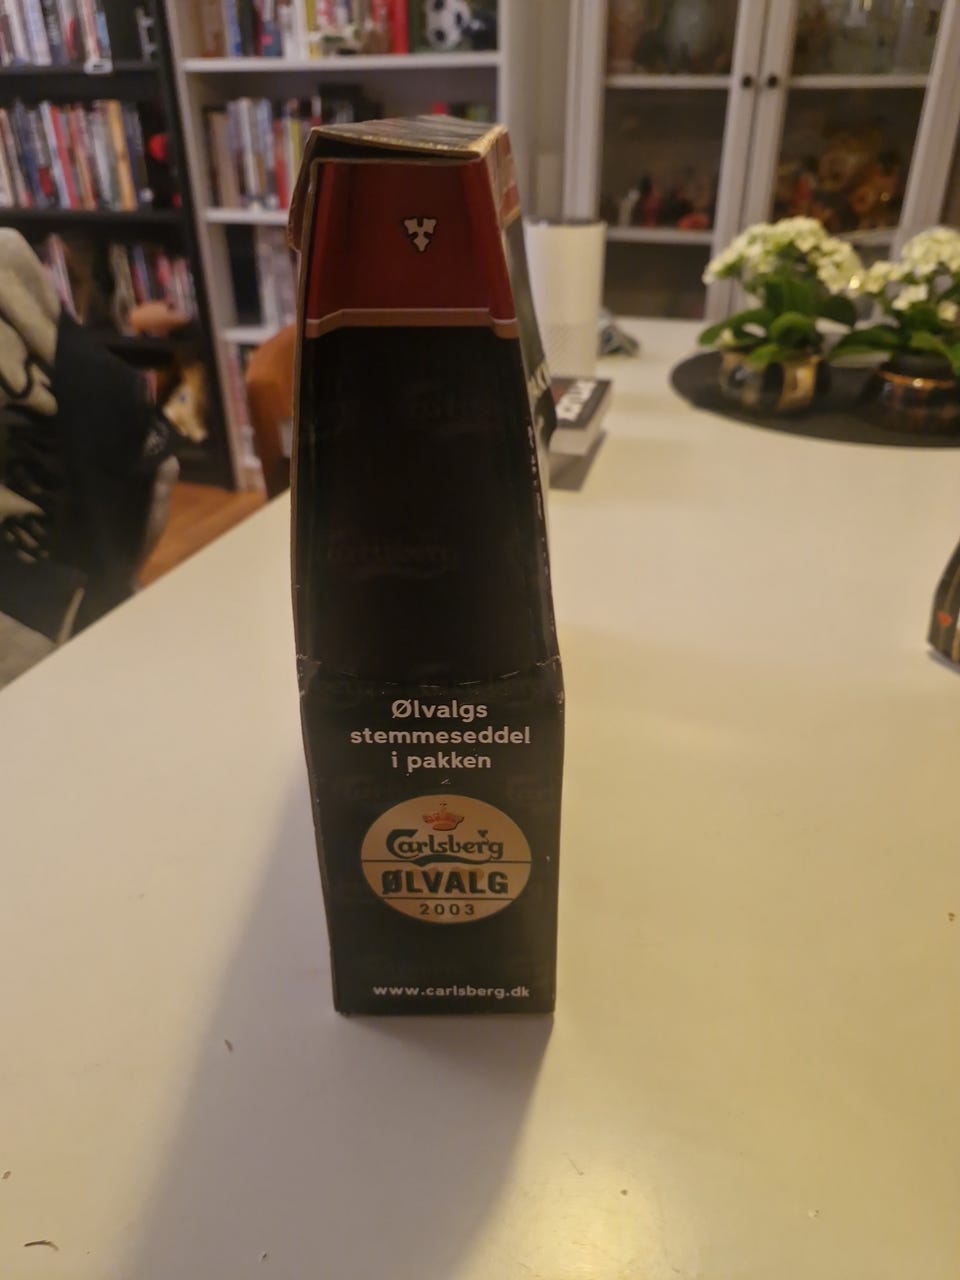 Ølvalgs
stemmeseddel
i pakken
Carlsberg
ØLVALG
2003
www.carlsberg.dk